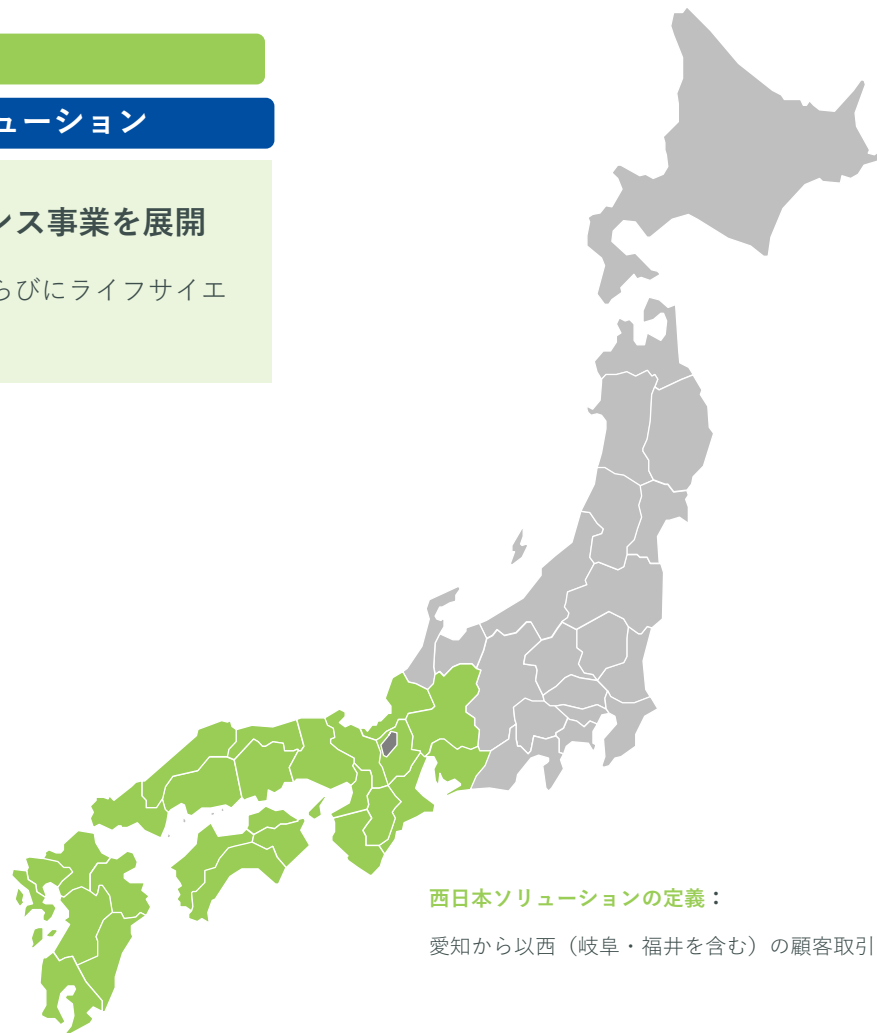 ューション
ンス事業を展開
らびにライフサイエ
西日本ソリューションの定義：
愛知から以西（岐阜・福井を含む）の顧客取引